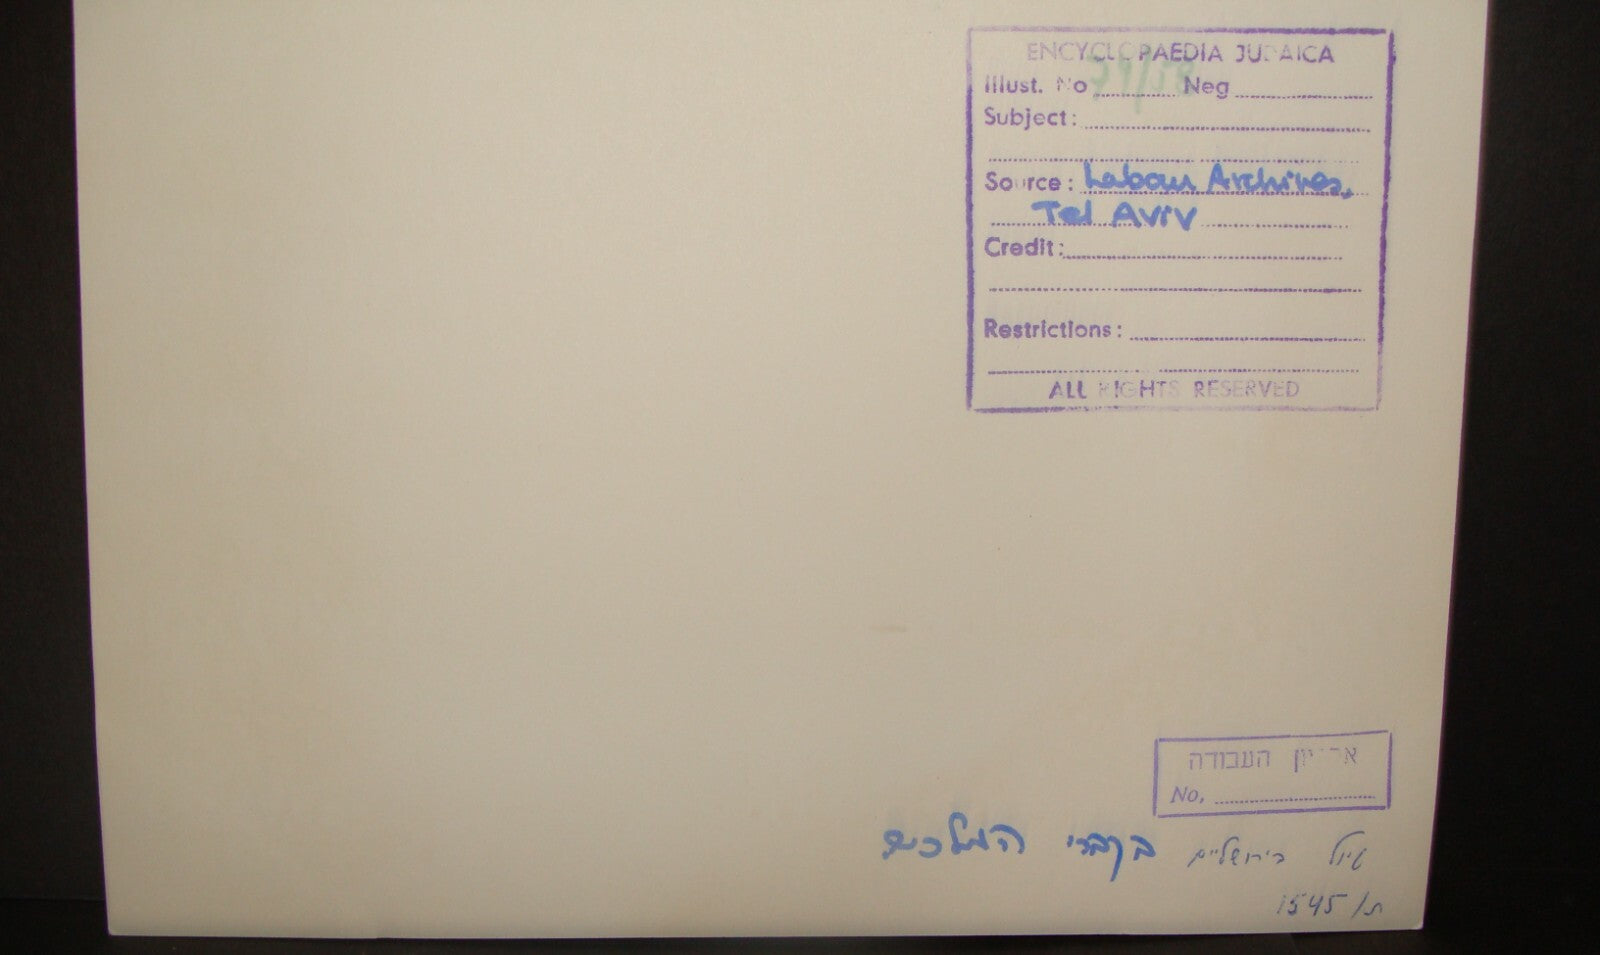 ENCYCLOPAEDIA JUDAICA
Illust. No Neg
Subject:
Source: Labour Archives,
Tel Aviv
Credit:
Restrictions:
ALL RIGHTS RESERVED
ארכיון העבודה
No,
טיול בירושלים בקברי המלכים
ת/1545